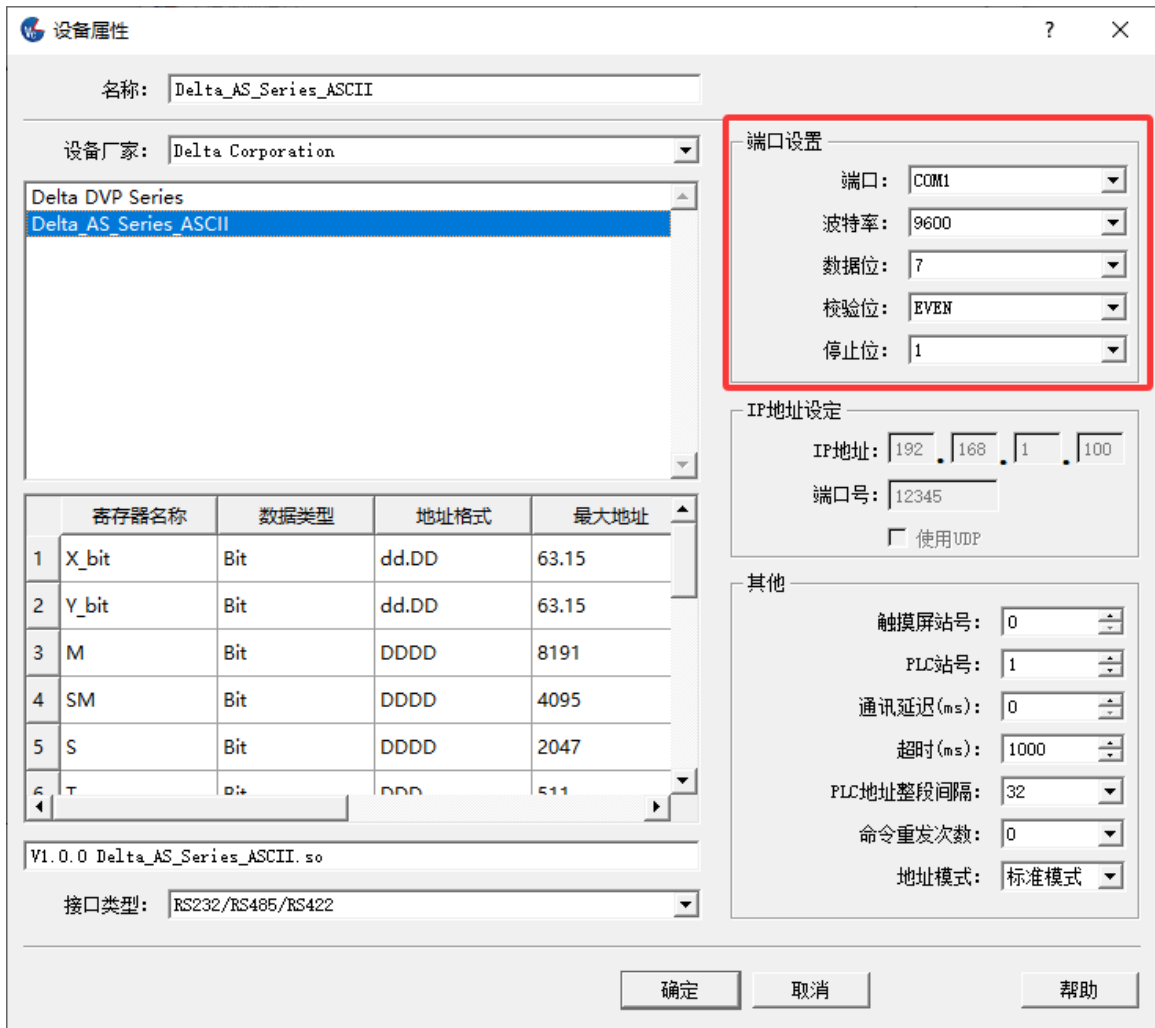 设备属性
名称: Delta_AS_Series_ASCII
设备厂家: Delta Corporation
Delta DVP Series
Delta_AS_Series_ASCII
寄存器名称 数据类型 地址格式 最大地址
1 X_bit Bit dd.DD 63.15
2 Y_bit Bit dd.DD 63.15
3 M Bit DDDD 8191
4 SM Bit DDDD 4095
5 S Bit DDDD 2047
6 T Bit DDD 511
V1.0.0 Delta_AS_Series_ASCII.so
接口类型: RS232/RS485/RS422
端口设置
端口: COM1
波特率: 9600
数据位: 7
校验位: EVEN
停止位: 1
IP地址设定
IP地址: 192 . 168 . 1 . 100
端口号: 12345
使用UDP
其他
触摸屏站号: 0
PLC站号: 1
通讯延迟(ms): 0
超时(ms): 1000
PLC地址整段间隔: 32
命令重发次数: 0
地址模式: 标准模式
确定 取消 帮助